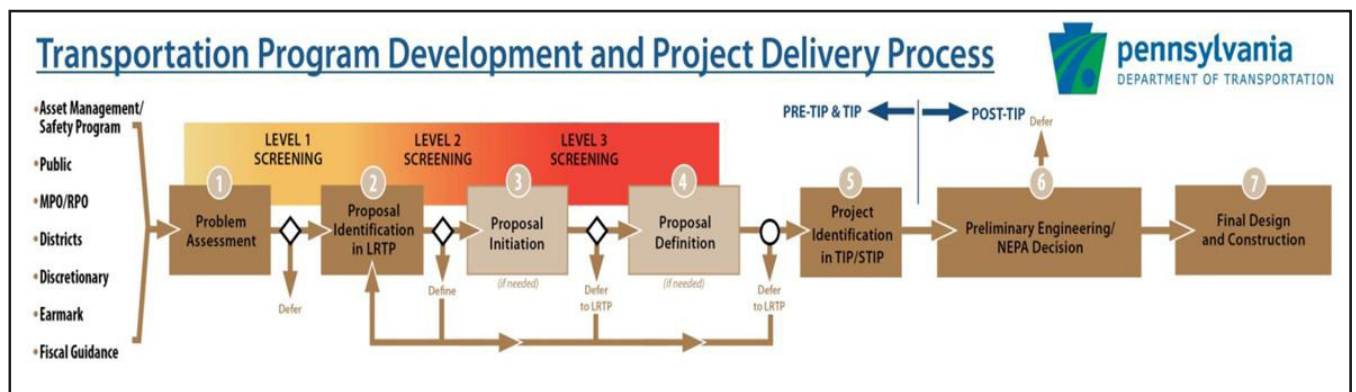 Transportation Program Development and Project Delivery Process
pennsylvania
DEPARTMENT OF TRANSPORTATION
•Asset Management/
Safety Program
•Public
•MPO/RPO
•Districts
•Discretionary
•Earmark
•Fiscal Guidance
LEVEL 1
SCREENING
LEVEL 2
SCREENING
LEVEL 3
SCREENING
PRE-TIP & TIP
POST-TIP
1
Problem
Assessment
Defer
2
Proposal
Identification
in LRTP
Define
3
Proposal
Initiation
(if needed)
Defer
to LRTP
4
Proposal
Definition
(if needed)
Defer
to LRTP
5
Project
Identification
in TIP/STIP
Defer
6
Preliminary Engineering/
NEPA Decision
7
Final Design
and Construction